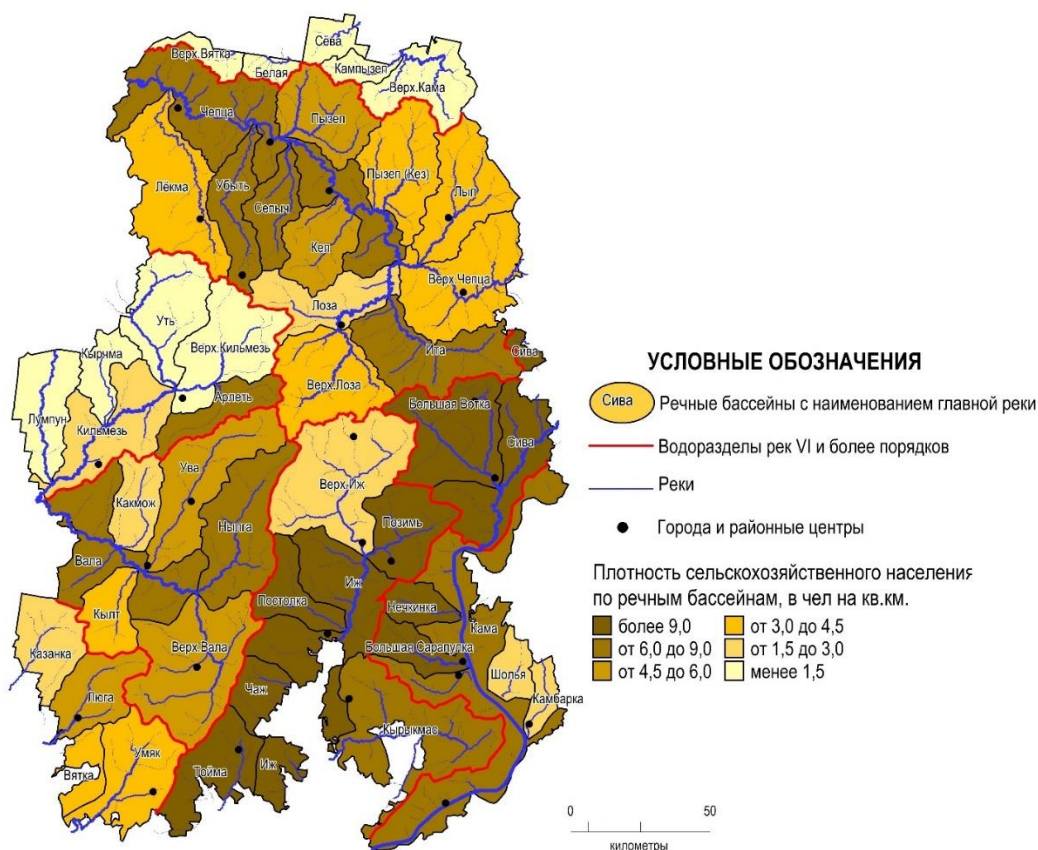 Сёва
Верх.Вятка
Белая
Кампызеп
Верх.Кама
Чепца
Пызеп
Лёкма
Убыть
Сепыч
Пызеп (Кез)
Лып
Кеп
Верх.Чепца
Лоза
Уть
Верх.Кильмезь
Кырчма
Ита
Сива
Верх.Лоза
Лумпун
Арлеть
Кильмезь
Большая Вотка
Сива
Ува
Верх.Иж
Какмож
Нылга
Позимь
Вала
Иж
Постолка
Нечкинка
Кама
Кылт
Казанка
Верх.Вала
Большая Сарапулка
Шолья
Чаж
Камбарка
Люга
Кырыкмас
Умяк
Вятка
Тойма
Иж
УСЛОВНЫЕ ОБОЗНАЧЕНИЯ
Сива
Речные бассейны с наименованием главной реки
Водоразделы рек VI и более порядков
Реки
Города и районные центры
Плотность сельскохозяйственного населения
по речным бассейнам, в чел на кв.км.
более 9,0 от 3,0 до 4,5
от 6,0 до 9,0 от 1,5 до 3,0
от 4,5 до 6,0 менее 1,5
0 50
километры